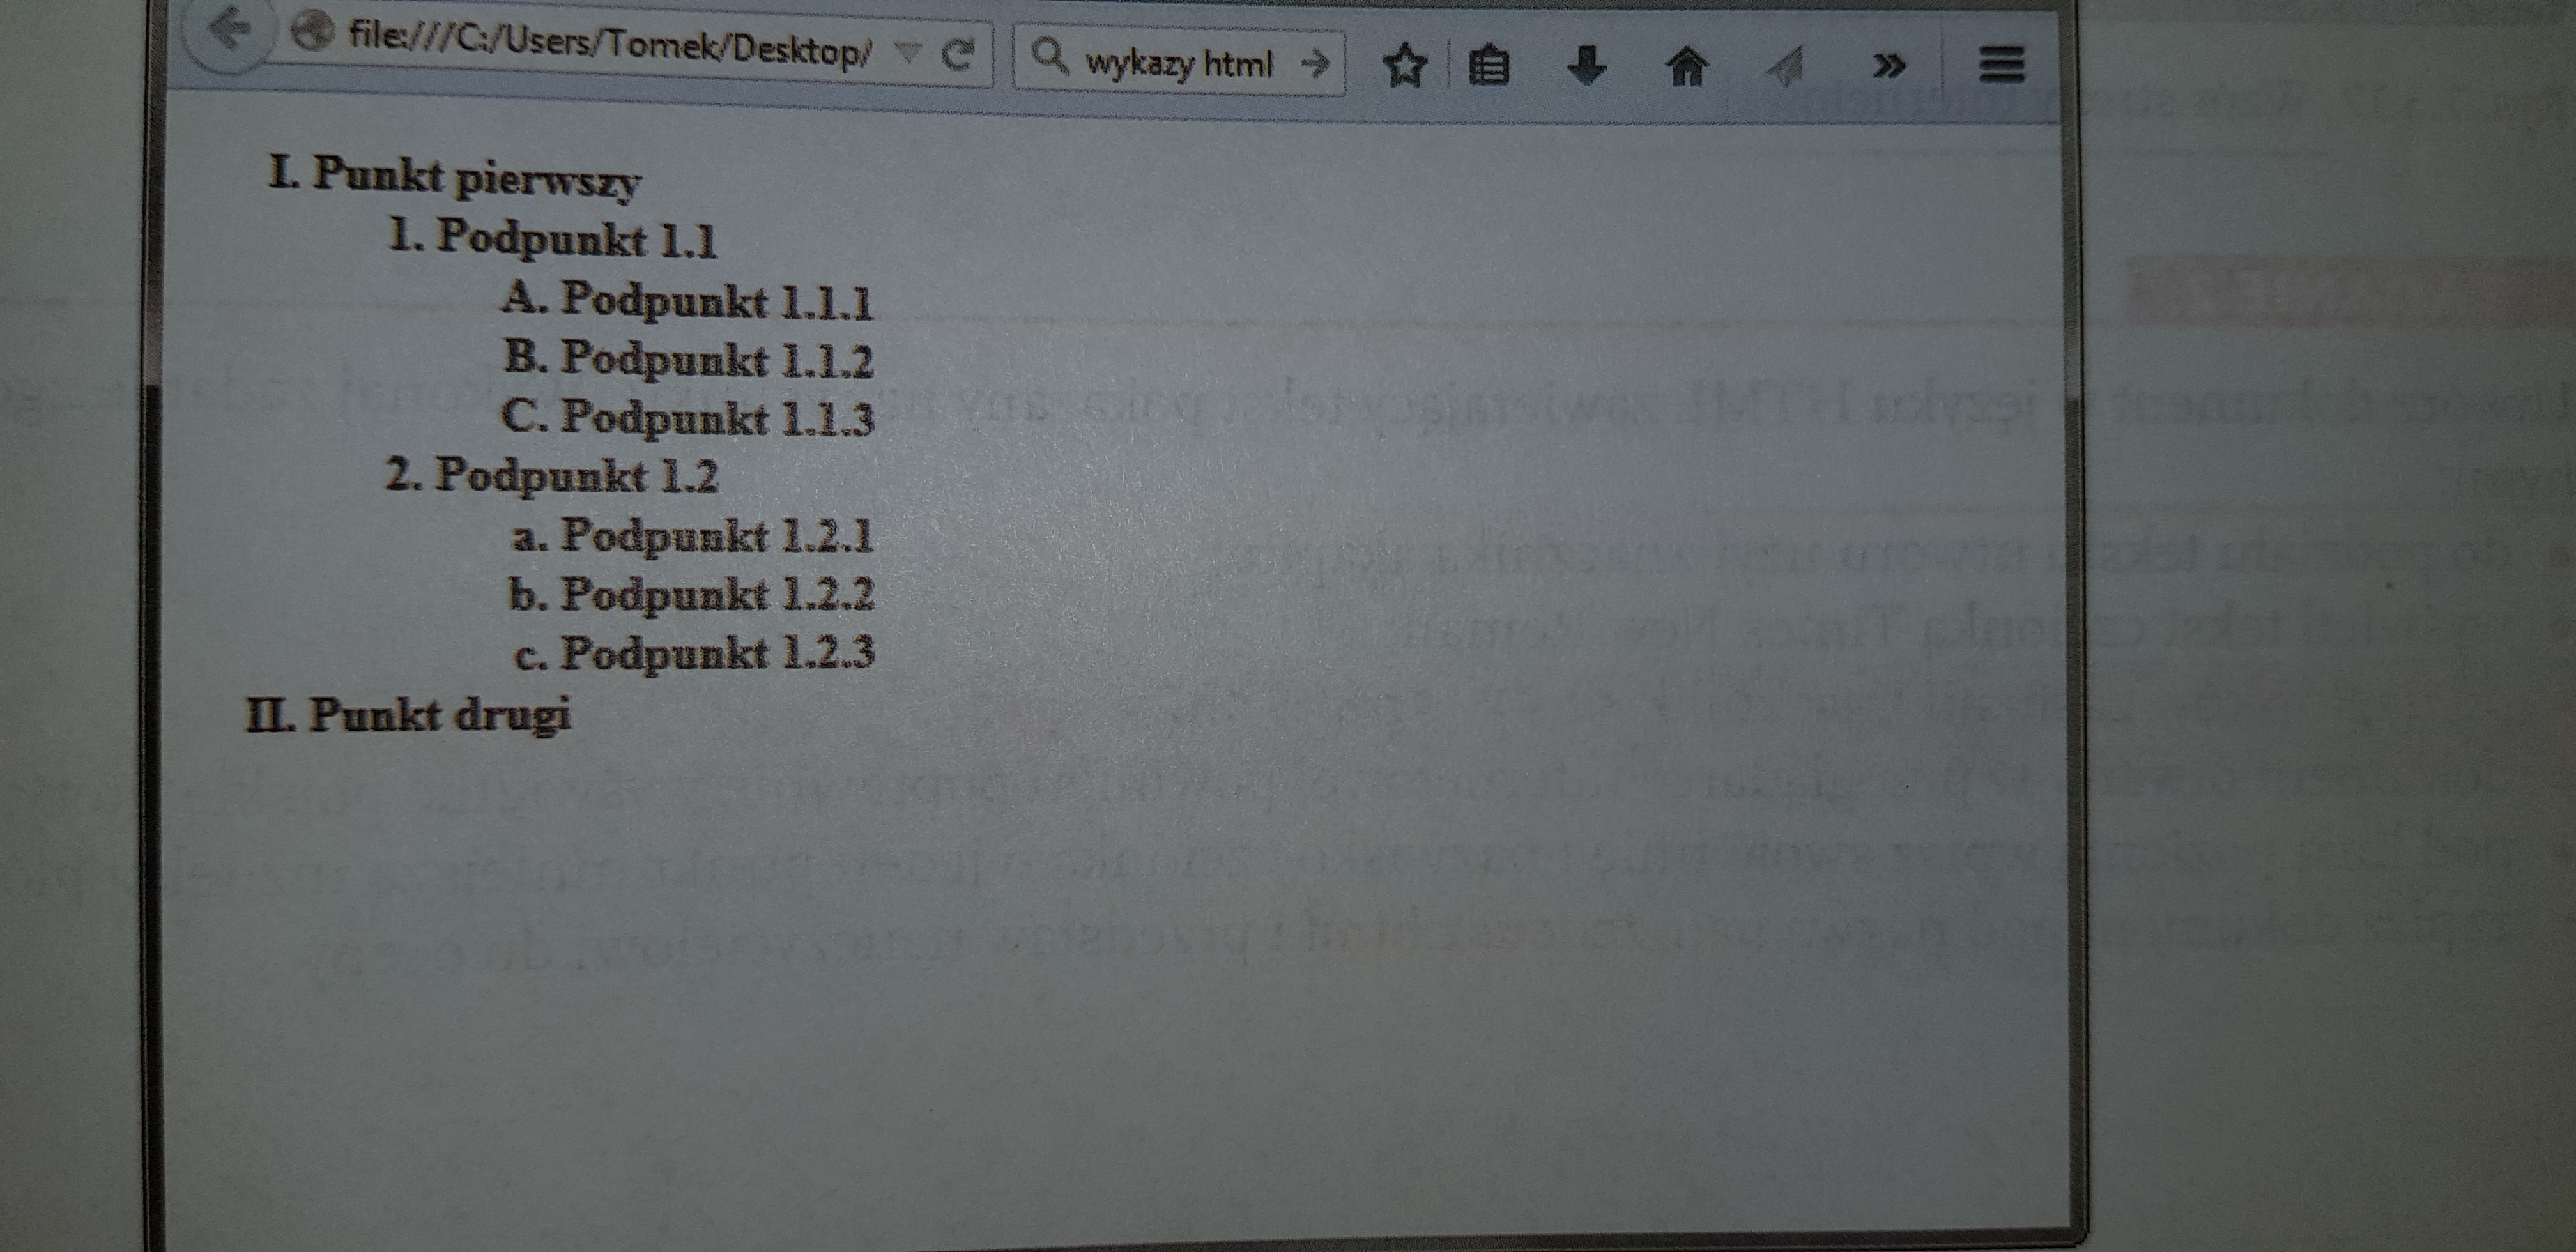 file:///C:/Users/Tomek/Desktop/ wykazy html
I. Punkt pierwszy
1. Podpunkt 1.1
A. Podpunkt 1.1.1
B. Podpunkt 1.1.2
C. Podpunkt 1.1.3
2. Podpunkt 1.2
a. Podpunkt 1.2.1
b. Podpunkt 1.2.2
c. Podpunkt 1.2.3
II. Punkt drugi